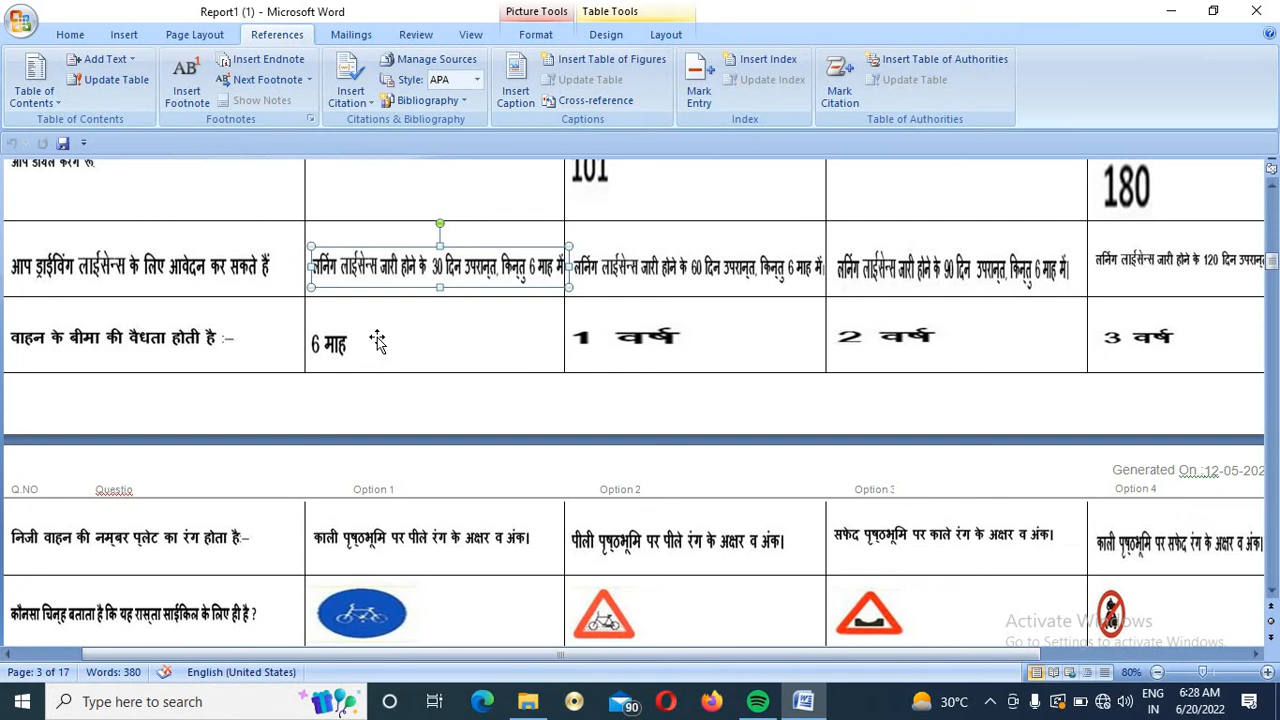 Report1 (1) - Microsoft Word
Picture Tools
Table Tools
Home
Insert
Page Layout
References
Mailings
Review
View
Format
Design
Layout
Table of Contents
Add Text
Update Table
Table of Contents
AB1
Insert Footnote
Insert Endnote
Next Footnote
Show Notes
Footnotes
Insert Citation
Manage Sources
Style: APA
Bibliography
Citations & Bibliography
Insert Caption
Insert Table of Figures
Update Table
Cross-reference
Captions
Mark Entry
Insert Index
Update Index
Index
Mark Citation
Insert Table of Authorities
Update Table
Table of Authorities
101
180
आप ड्राईविंग लाईसेन्स के लिए आवेदन कर सकते हैं
लर्निग लाईसेन्स जारी होने के 30 दिन उपरान्त, किन्तु 6 माह में
लर्निग लाईसेन्स जारी होने के 60 दिन उपरान्त, किन्तु 6 माह में।
लर्निग लाईसेन्स जारी होने के 90 दिन उपरान्त, किन्तु 6 माह में।
लर्निग लाईसेन्स जारी होने के 120 दिन
वाहन के बीमा की वैधता होती है :–
6 माह
1 वर्ष
2 वर्ष
3 वर्ष
Generated On :12-05-202
Q.NO
Questio
Option 1
Option 2
Option 3
Option 4
निजी वाहन की नम्बर प्लेट का रंग होता है:–
काली पृष्ठभूमि पर पीले रंग के अक्षर व अंक।
पीली पृष्ठभूमि पर पीले रंग के अक्षर व अंक।
सफेद पृष्ठभूमि पर काले रंग के अक्षर व अंक।
काली पृष्ठभूमि पर सफेद रंग के अक्षर व अंक
कौनसा चिन्ह बताता है कि यह रास्ता साईकिल के लिए ही है ?
Activate Windows
Go to Settings to activate Windows.
Page: 3 of 17
Words: 380
English (United States)
80%
Type here to search
90
30°C
ENG
IN
6:28 AM
6/20/2022